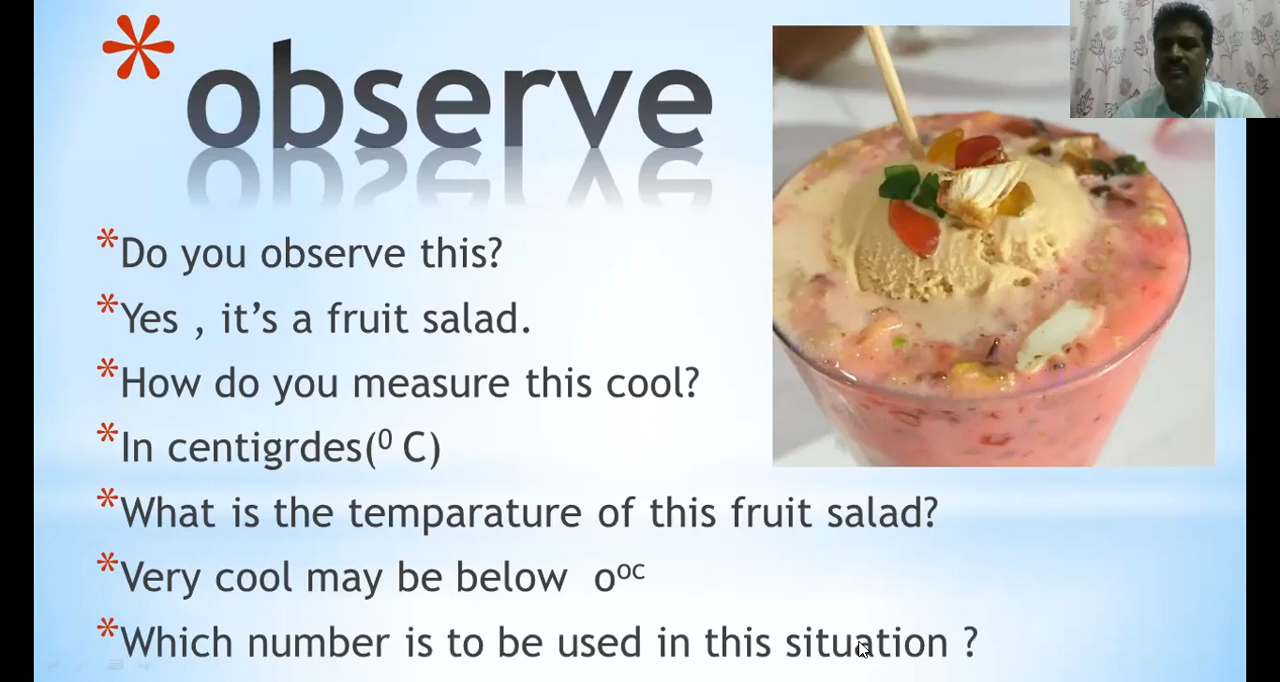 *observe
*Do you observe this?
*Yes , it's a fruit salad.
*How do you measure this cool?
*In centigrdes(⁰ C)
*What is the temparature of this fruit salad?
*Very cool may be below o⁰ᶜ
*Which number is to be used in this situation ?